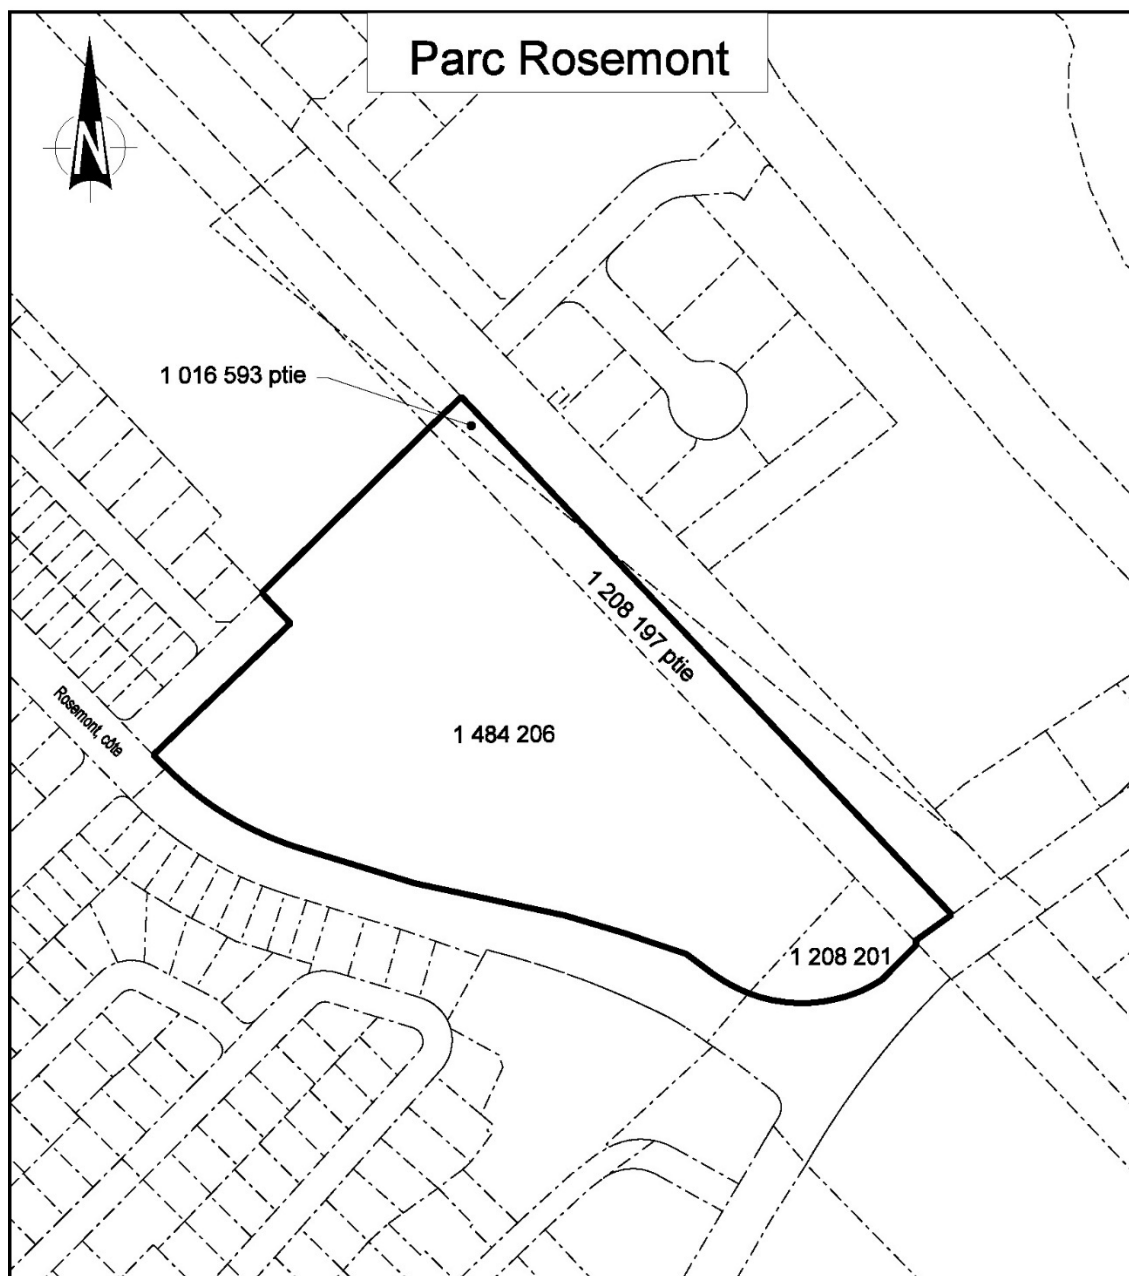 Parc Rosemont
N
1 016 593 ptie
1 208 197 ptie
Rosemont, côte
1 484 206
1 208 201